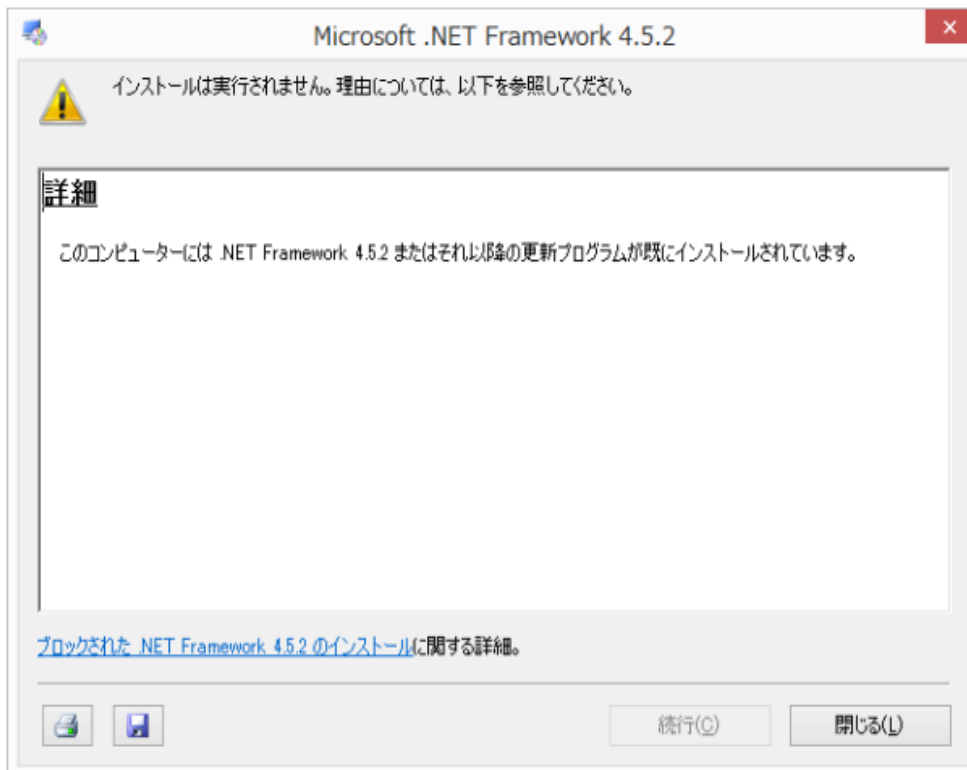 Microsoft .NET Framework 4.5.2
インストールは実行されません。理由については、以下を参照してください。
詳細
このコンピューターには .NET Framework 4.5.2 またはそれ以降の更新プログラムが既にインストールされています。
ブロックされた .NET Framework 4.5.2 のインストールに関する詳細。
続行(C)
閉じる(L)